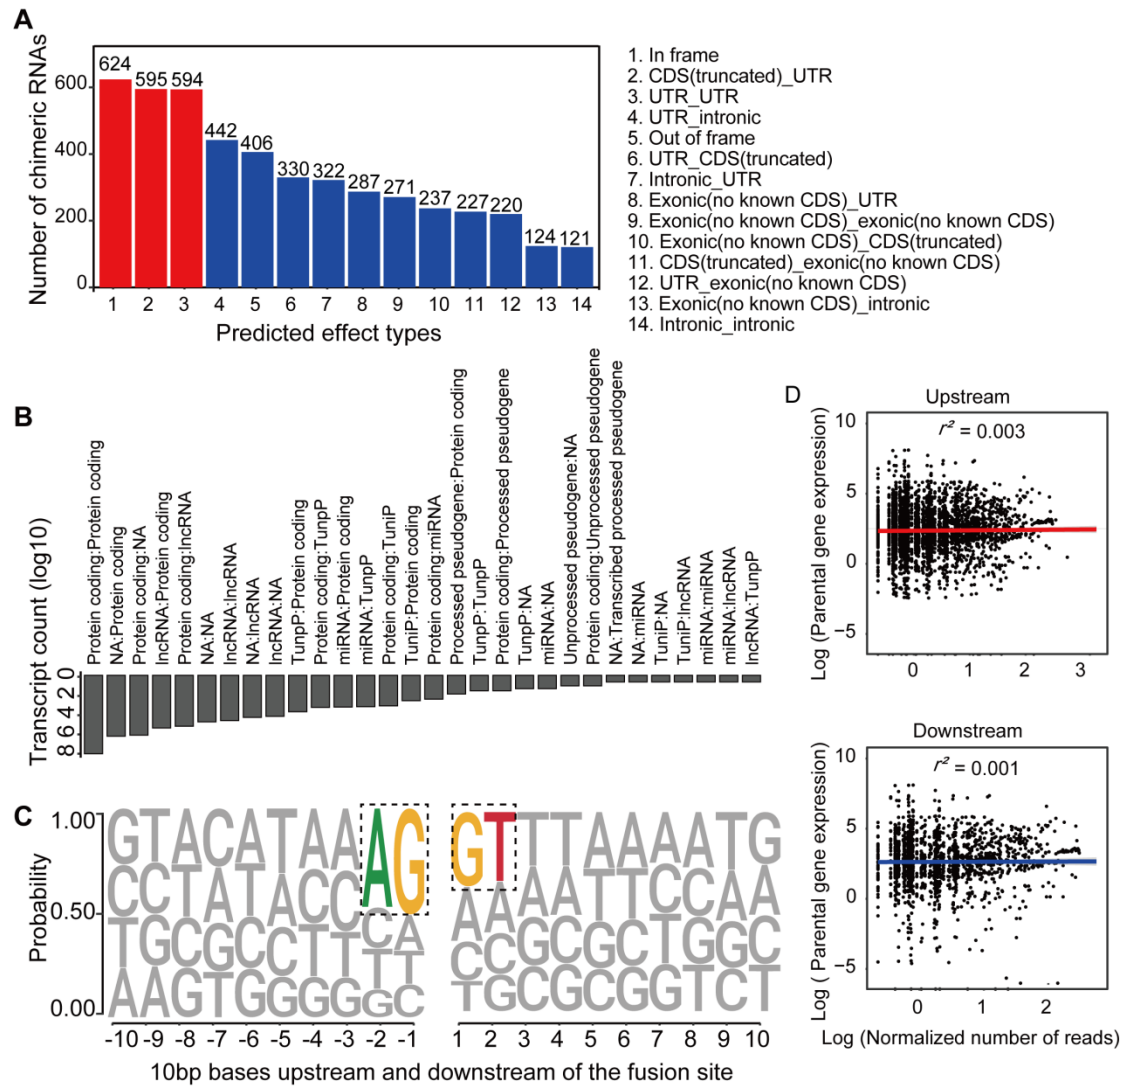 A
Number of chimeric RNAs
600
400
200
0
624
595
594
442
406
330
322
287
271
237
227
220
124
121
1 2 3 4 5 6 7 8 9 10 11 12 13 14
Predicted effect types
1. In frame
2. CDS(truncated)_UTR
3. UTR_UTR
4. UTR_intronic
5. Out of frame
6. UTR_CDS(truncated)
7. Intronic_UTR
8. Exonic(no known CDS)_UTR
9. Exonic(no known CDS)_exonic(no known CDS)
10. Exonic(no known CDS)_CDS(truncated)
11. CDS(truncated)_exonic(no known CDS)
12. UTR_exonic(no known CDS)
13. Exonic(no known CDS)_intronic
14. Intronic_intronic
B
Transcript count (log10)
0
2
4
6
8
Protein coding:Protein coding
NA:Protein coding
Protein coding:NA
lncRNA:Protein coding
Protein coding:lncRNA
NA:NA
lncRNA:lncRNA
NA:lncRNA
lncRNA:NA
TunpP:Protein coding
Protein coding:TunpP
miRNA:Protein coding
miRNA:TunpP
Protein coding:TuniP
TuniP:Protein coding
Protein coding:miRNA
Processed pseudogene:Protein coding
TunpP:TunpP
Protein coding:Processed pseudogene
TunpP:NA
miRNA:NA
Unprocessed pseudogene:NA
Protein coding:Unprocessed pseudogene
NA:Transcribed processed pseudogene
NA:miRNA
TuniP:NA
TuniP:lncRNA
miRNA:miRNA
miRNA:lncRNA
lncRNA:TunpP
C
Probability
1.00
0.50
0.00
GTACATAAAG GTTTAAAATG
CCTATACCCA AAAATTCCAA
TGCGCCTTTT CCGCGCTGGC
AAGTGGGGGC TGCGCGGTCT
-10 -9 -8 -7 -6 -5 -4 -3 -2 -1 1 2 3 4 5 6 7 8 9 10
10bp bases upstream and downstream of the fusion site
D
Upstream
r² = 0.003
Log (Parental gene expression)
10
5
0
−5
0 1 2 3
Downstream
r² = 0.001
Log ( Parental gene expression)
10
5
0
−5
0 1 2
Log (Normalized number of reads)